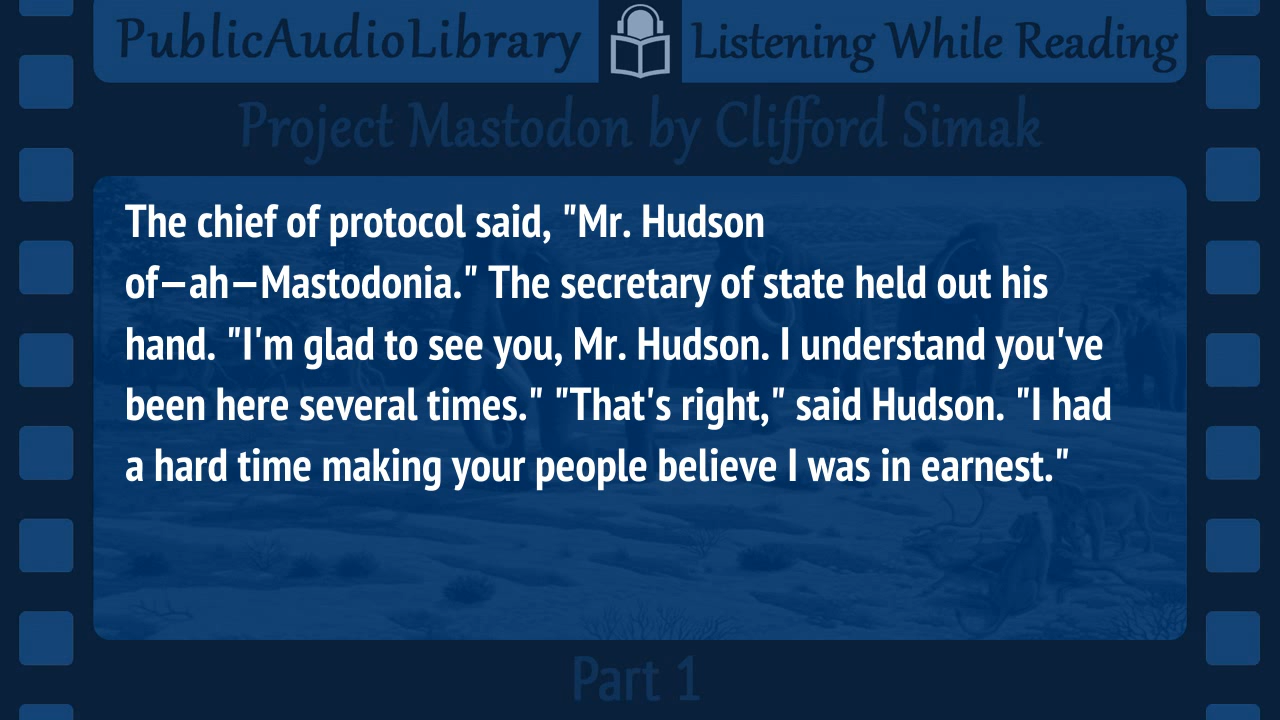 PublicAudioLibrary Listening While Reading
Project Mastodon by Clifford Simak
The chief of protocol said, "Mr. Hudson
of—ah—Mastodonia." The secretary of state held out his
hand. "I'm glad to see you, Mr. Hudson. I understand you've
been here several times." "That's right," said Hudson. "I had
a hard time making your people believe I was in earnest."
Part 1